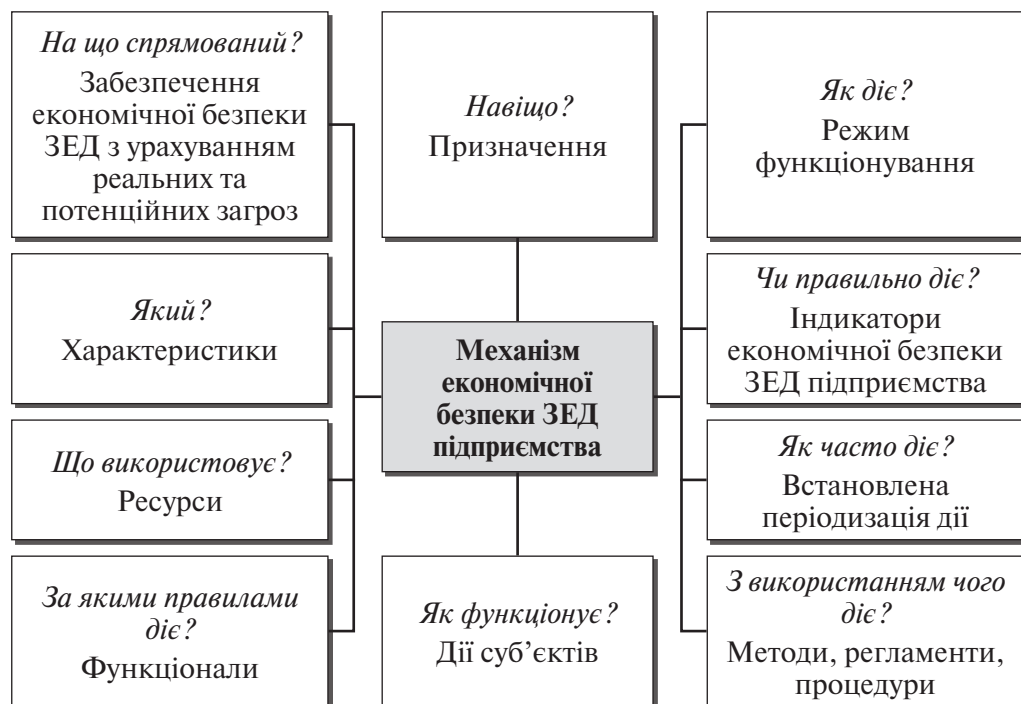 На що спрямований?
Забезпечення
економічної безпеки
ЗЕД з урахуванням
реальних та
потенційних загроз
Навіщо?
Призначення
Як діє?
Режим
функціонування
Який?
Характеристики
Механізм
економічної
безпеки ЗЕД
підприємства
Чи правильно діє?
Індикатори
економічної безпеки
ЗЕД підприємства
Що використовує?
Ресурси
Як часто діє?
Встановлена
періодизація дії
За якими правилами
діє?
Функціонали
Як функціонує?
Дії суб’єктів
З використанням чого
діє?
Методи, регламенти,
процедури